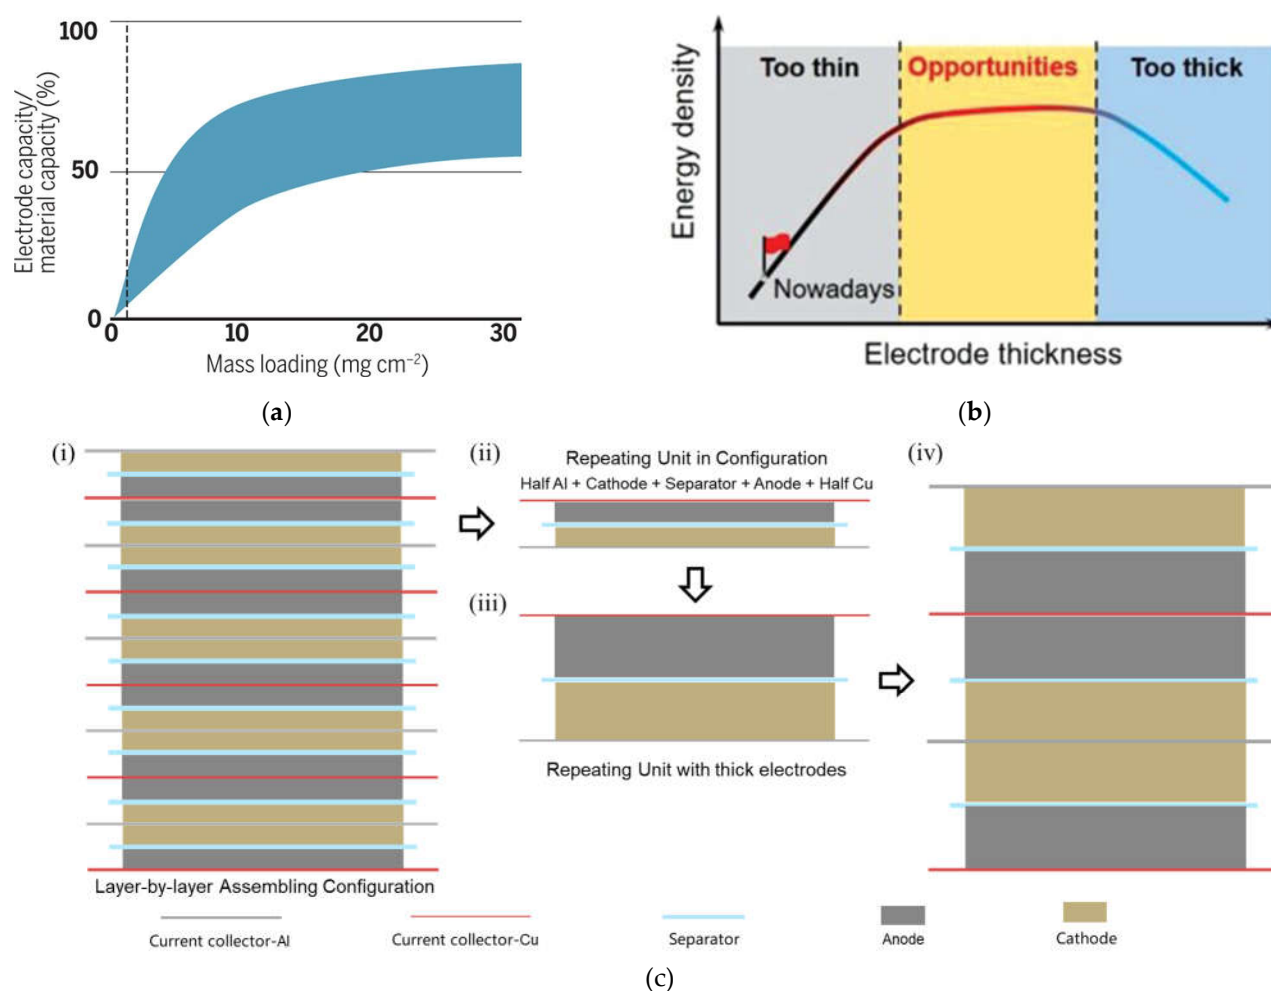 100
50
0
0
10
20
30
Electrode capacity/
material capacity (%)
Mass loading (mg cm⁻²)
(a)
Too thin
Opportunities
Too thick
Energy density
Nowadays
Electrode thickness
(b)
(i)
Layer-by-layer Assembling Configuration
(ii)
Repeating Unit in Configuration
Half Al + Cathode + Separator + Anode + Half Cu
(iii)
Repeating Unit with thick electrodes
(iv)
Current collector-Al
Current collector-Cu
Separator
Anode
Cathode
(c)